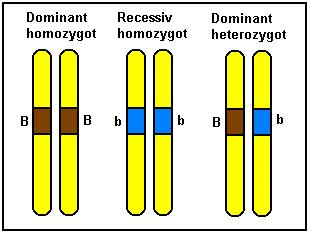 Dominant homozygot
Recessiv homozygot
Dominant heterozygot
B B
b b
B b